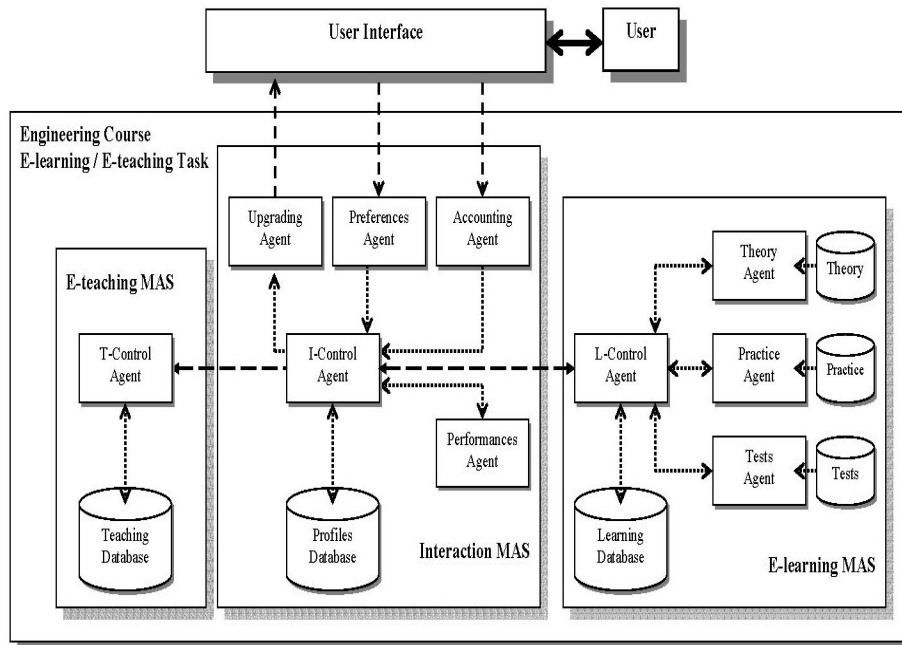 User Interface
User
Engineering Course
E-learning / E-teaching Task
Upgrading
Agent
Preferences
Agent
Accounting
Agent
E-teaching MAS
Theory
Agent
Theory
T-Control
Agent
I-Control
Agent
L-Control
Agent
Practice
Agent
Practice
Performances
Agent
Tests
Agent
Tests
Teaching
Database
Profiles
Database
Learning
Database
Interaction MAS
E-learning MAS